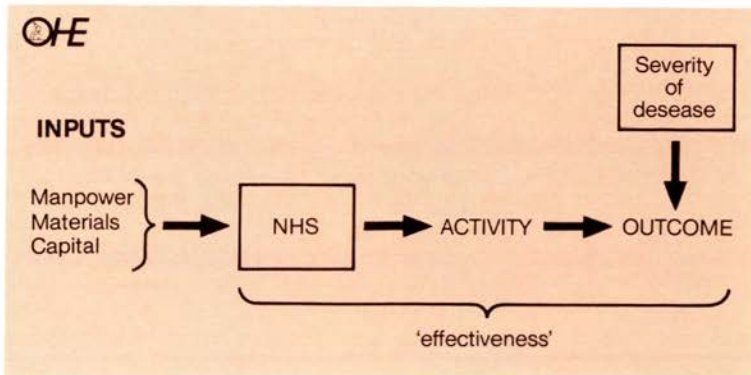 OHE
Severity
of
desease
INPUTS
Manpower
Materials
Capital
NHS
ACTIVITY
OUTCOME
'effectiveness'